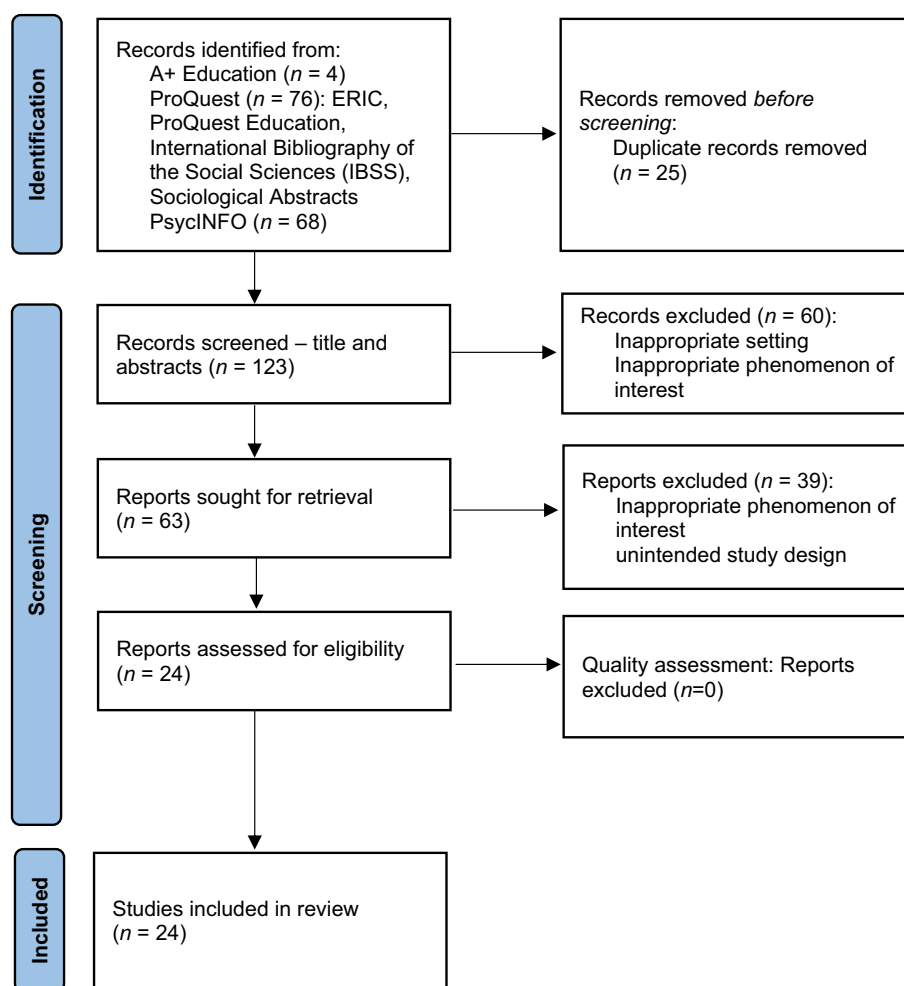 Identification
Records identified from:
A+ Education (n = 4)
ProQuest (n = 76): ERIC,
ProQuest Education,
International Bibliography of
the Social Sciences (IBSS),
Sociological Abstracts
PsycINFO (n = 68)
Records removed before
screening:
Duplicate records removed
(n = 25)
Screening
Records screened – title and
abstracts (n = 123)
Records excluded (n = 60):
Inappropriate setting
Inappropriate phenomenon of
interest
Reports sought for retrieval
(n = 63)
Reports excluded (n = 39):
Inappropriate phenomenon of
interest
unintended study design
Reports assessed for eligibility
(n = 24)
Quality assessment: Reports
excluded (n=0)
Included
Studies included in review
(n = 24)